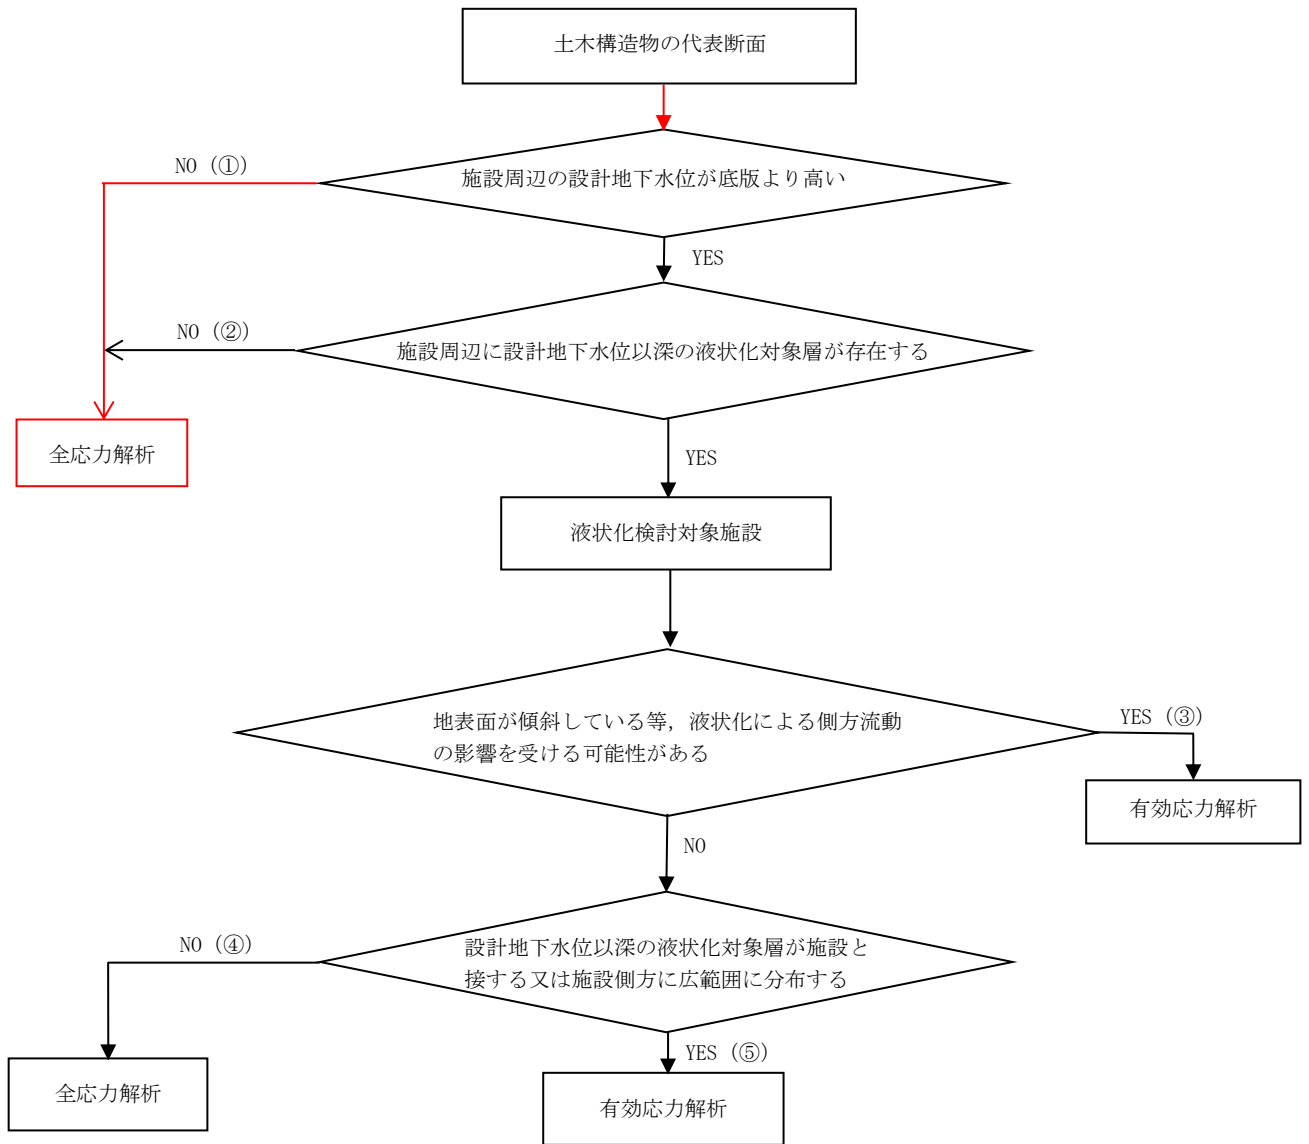 土木構造物の代表断面
NO (①)
施設周辺の設計地下水位が底版より高い
YES
NO (②)
施設周辺に設計地下水位以深の液状化対象層が存在する
全応力解析
YES
液状化検討対象施設
地表面が傾斜している等，液状化による側方流動
の影響を受ける可能性がある
YES (③)
有効応力解析
NO
NO (④)
設計地下水位以深の液状化対象層が施設と
接する又は施設側方に広範囲に分布する
YES (⑤)
全応力解析
有効応力解析